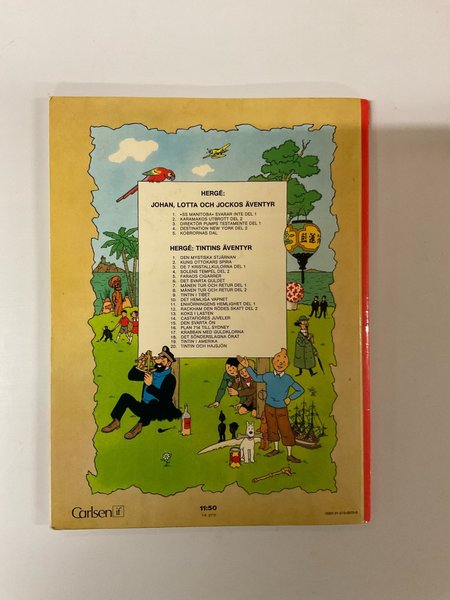 HERGÉ:
JOHAN, LOTTA OCH JOCKOS ÄVENTYR
1. »SS MANITOBA« SVARAR INTE DEL 1
2. KARAMAKOS UTBROTT DEL 2
3. DIREKTÖR PUMPS TESTAMENTE DEL 1
4. DESTINATION NEW YORK DEL 2
5. KOBRORNAS DAL
HERGÉ: TINTINS ÄVENTYR
1. DEN MYSTISKA STJÄRNAN
2. KUNG OTTOKARS SPIRA
3. DE 7 KRISTALLKULORNA DEL 1
4. SOLENS TEMPEL DEL 2
5. FARAOS CIGARRER
6. DET SVARTA GULDET
7. MÅNEN TUR OCH RETUR DEL 1
8. MÅNEN TUR OCH RETUR DEL 2
9. TINTIN I TIBET
10. DET HEMLIGA VAPNET
11. ENHÖRNINGENS HEMLIGHET DEL 1
12. RACKHAM DEN RÖDES SKATT DEL 2
13. KOKS I LASTEN
14. CASTAFIORES JUVELER
15. DEN SVARTA ÖN
16. PLAN 714 TILL SYDNEY
17. KRABBAN MED GULDKLORNA
18. DET SÖNDERSLAGNA ÖRAT
19. TINTIN I AMERIKA
20. TINTIN OCH HAJSJÖN
Carlsen if
11:50